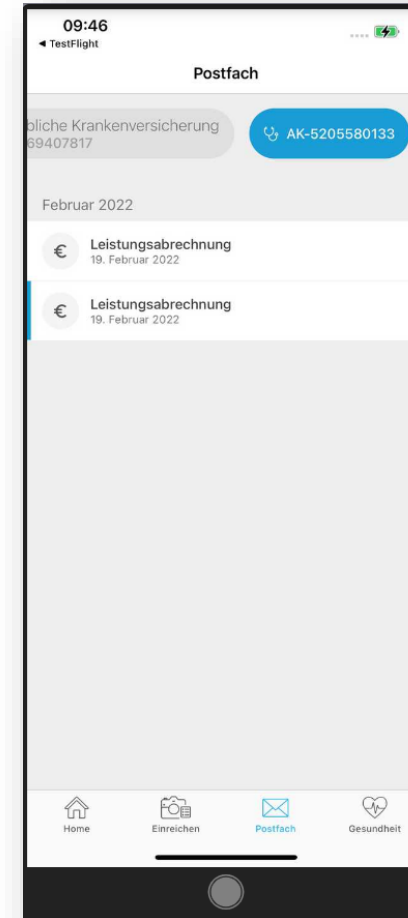 09:46
◀ TestFlight
Postfach
bliche Krankenversicherung
69407817
AK-5205580133
Februar 2022
€ Leistungsabrechnung
19. Februar 2022
€ Leistungsabrechnung
19. Februar 2022
Home Einreichen Postfach Gesundheit